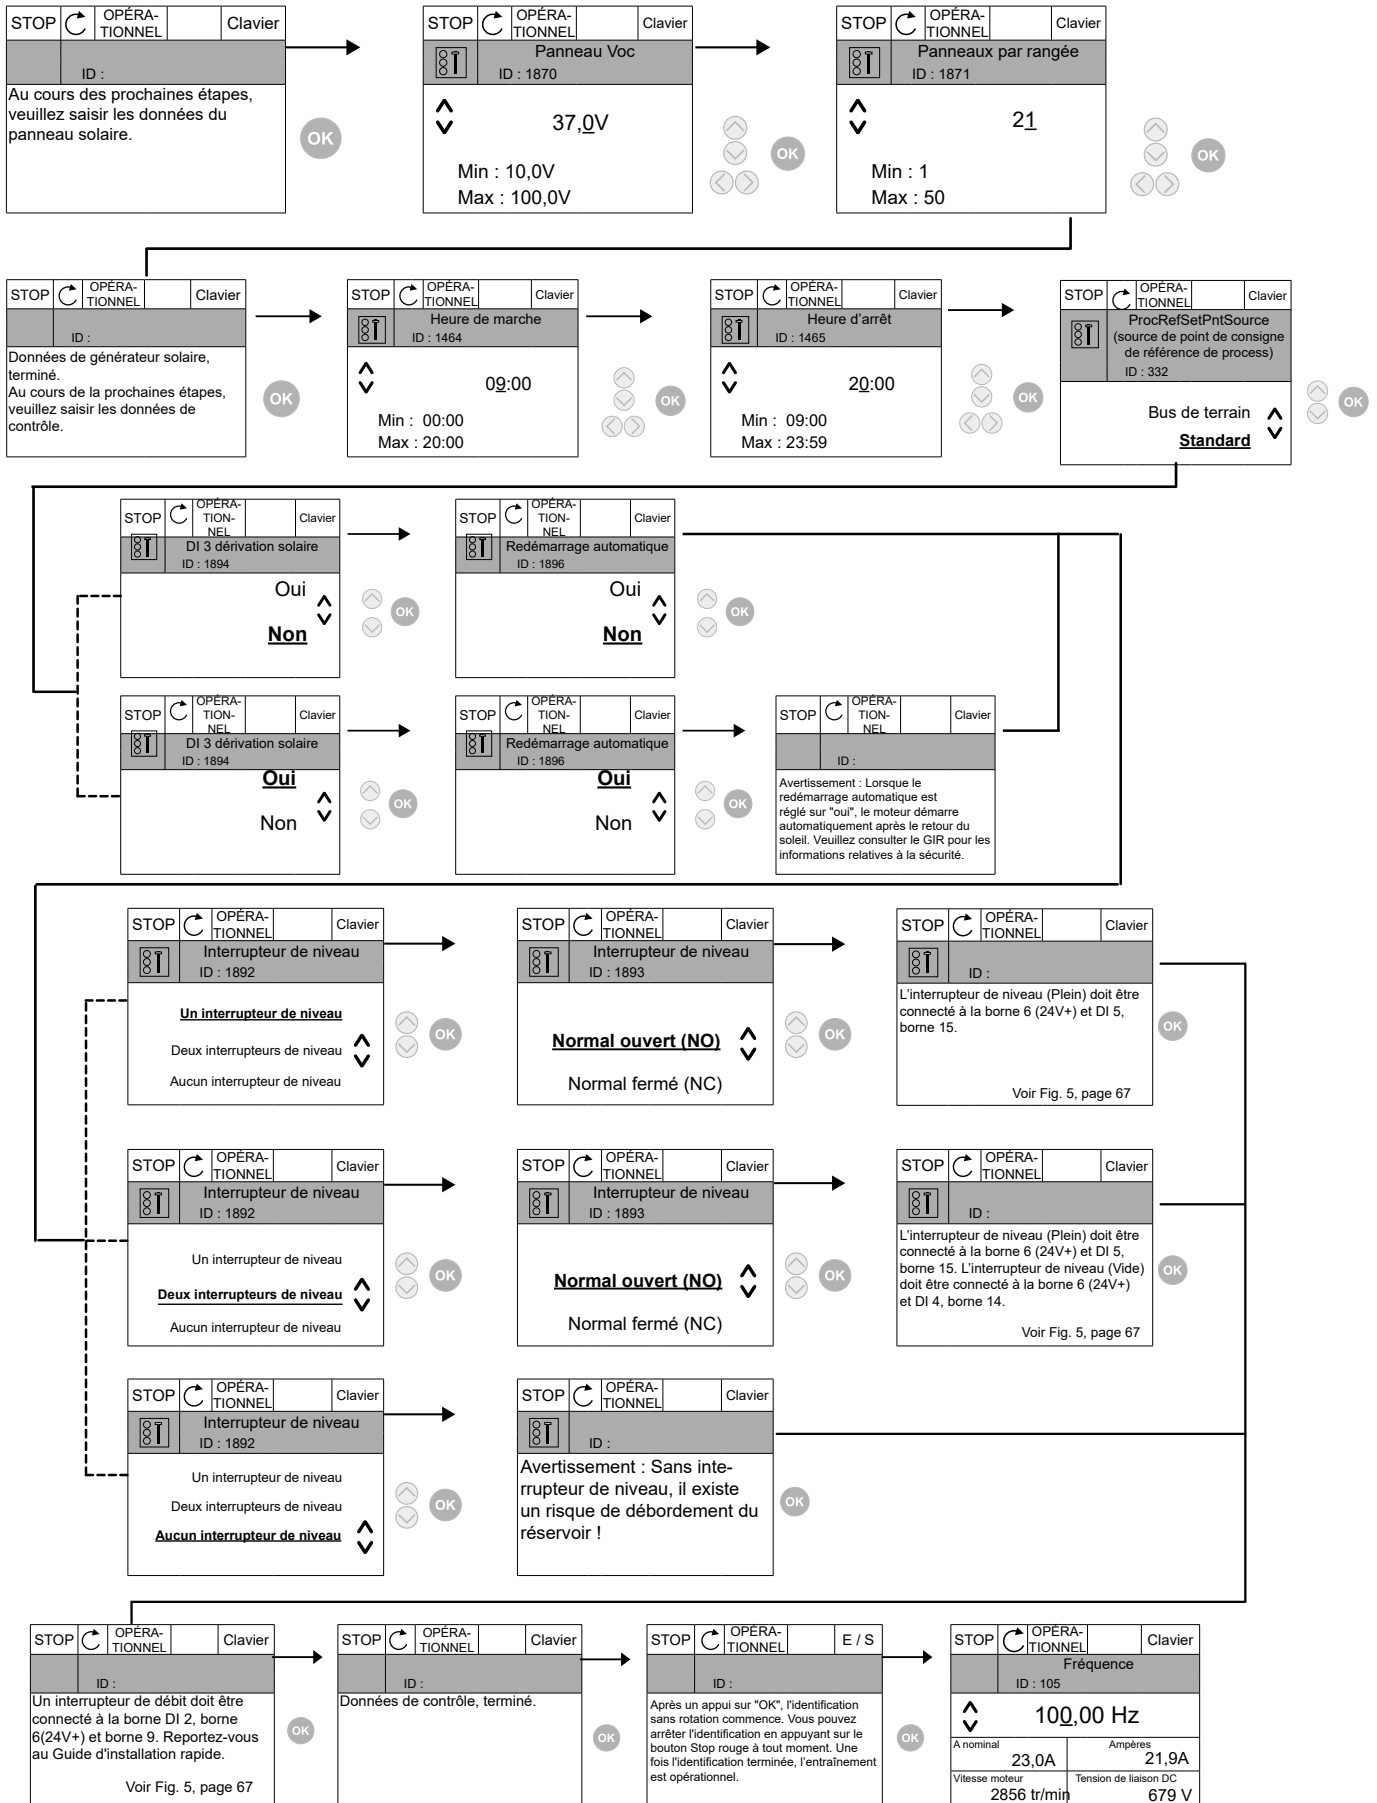 STOP OPÉRA-TIONNEL Clavier
ID :
Au cours des prochaines étapes,
veuillez saisir les données du
panneau solaire.
OK
STOP OPÉRA-TIONNEL Clavier
Panneau Voc
ID : 1870
37,0V
Min : 10,0V
Max : 100,0V
OK
STOP OPÉRA-TIONNEL Clavier
Panneaux par rangée
ID : 1871
21
Min : 1
Max : 50
OK
STOP OPÉRA-TIONNEL Clavier
ID :
Données de générateur solaire,
terminé.
Au cours de la prochaines étapes,
veuillez saisir les données de
contrôle.
OK
STOP OPÉRA-TIONNEL Clavier
Heure de marche
ID : 1464
09:00
Min : 00:00
Max : 20:00
OK
STOP OPÉRA-TIONNEL Clavier
Heure d'arrêt
ID : 1465
20:00
Min : 09:00
Max : 23:59
OK
STOP OPÉRA-TIONNEL Clavier
ProcRefSetPntSource
(source de point de consigne
de référence de process)
ID : 332
Bus de terrain
Standard
OK
STOP OPÉRA-TION-NEL Clavier
DI 3 dérivation solaire
ID : 1894
Oui
Non
OK
STOP OPÉRA-TION-NEL Clavier
Redémarrage automatique
ID : 1896
Oui
Non
OK
STOP OPÉRA-TION-NEL Clavier
DI 3 dérivation solaire
ID : 1894
Oui
Non
OK
STOP OPÉRA-TION-NEL Clavier
Redémarrage automatique
ID : 1896
Oui
Non
OK
STOP OPÉRA-TION-NEL Clavier
ID :
Avertissement : Lorsque le
redémarrage automatique est
réglé sur "oui", le moteur démarre
automatiquement après le retour du
soleil. Veuillez consulter le GIR pour les
informations relatives à la sécurité.
STOP OPÉRA-TIONNEL Clavier
Interrupteur de niveau
ID : 1892
Un interrupteur de niveau
Deux interrupteurs de niveau
Aucun interrupteur de niveau
OK
STOP OPÉRA-TIONNEL Clavier
Interrupteur de niveau
ID : 1893
Normal ouvert (NO)
Normal fermé (NC)
OK
STOP OPÉRA-TIONNEL Clavier
ID :
L'interrupteur de niveau (Plein) doit être
connecté à la borne 6 (24V+) et DI 5,
borne 15.
Voir Fig. 5, page 67
OK
STOP OPÉRA-TIONNEL Clavier
Interrupteur de niveau
ID : 1892
Un interrupteur de niveau
Deux interrupteurs de niveau
Aucun interrupteur de niveau
OK
STOP OPÉRA-TIONNEL Clavier
Interrupteur de niveau
ID : 1893
Normal ouvert (NO)
Normal fermé (NC)
OK
STOP OPÉRA-TIONNEL Clavier
ID :
L'interrupteur de niveau (Plein) doit être
connecté à la borne 6 (24V+) et DI 5,
borne 15. L'interrupteur de niveau (Vide)
doit être connecté à la borne 6 (24V+)
et DI 4, borne 14.
Voir Fig. 5, page 67
OK
STOP OPÉRA-TIONNEL Clavier
Interrupteur de niveau
ID : 1892
Un interrupteur de niveau
Deux interrupteurs de niveau
Aucun interrupteur de niveau
OK
STOP OPÉRA-TIONNEL Clavier
ID :
Avertissement : Sans inte-
rrupteur de niveau, il existe
un risque de débordement du
réservoir !
OK
STOP OPÉRA-TIONNEL Clavier
ID :
Un interrupteur de débit doit être
connecté à la borne DI 2, borne
6(24V+) et borne 9. Reportez-vous
au Guide d'installation rapide.
Voir Fig. 5, page 67
OK
STOP OPÉRA-TIONNEL Clavier
ID :
Données de contrôle, terminé.
OK
STOP OPÉRA-TIONNEL E / S
ID :
Après un appui sur "OK", l'identification
sans rotation commence. Vous pouvez
arrêter l'identification en appuyant sur le
bouton Stop rouge à tout moment. Une
fois l'identification terminée, l'entraînement
est opérationnel.
OK
STOP OPÉRA-TIONNEL Clavier
Fréquence
ID : 105
100,00 Hz
A nominal Ampères
23,0A 21,9A
Vitesse moteur Tension de liaison DC
2856 tr/min 679 V